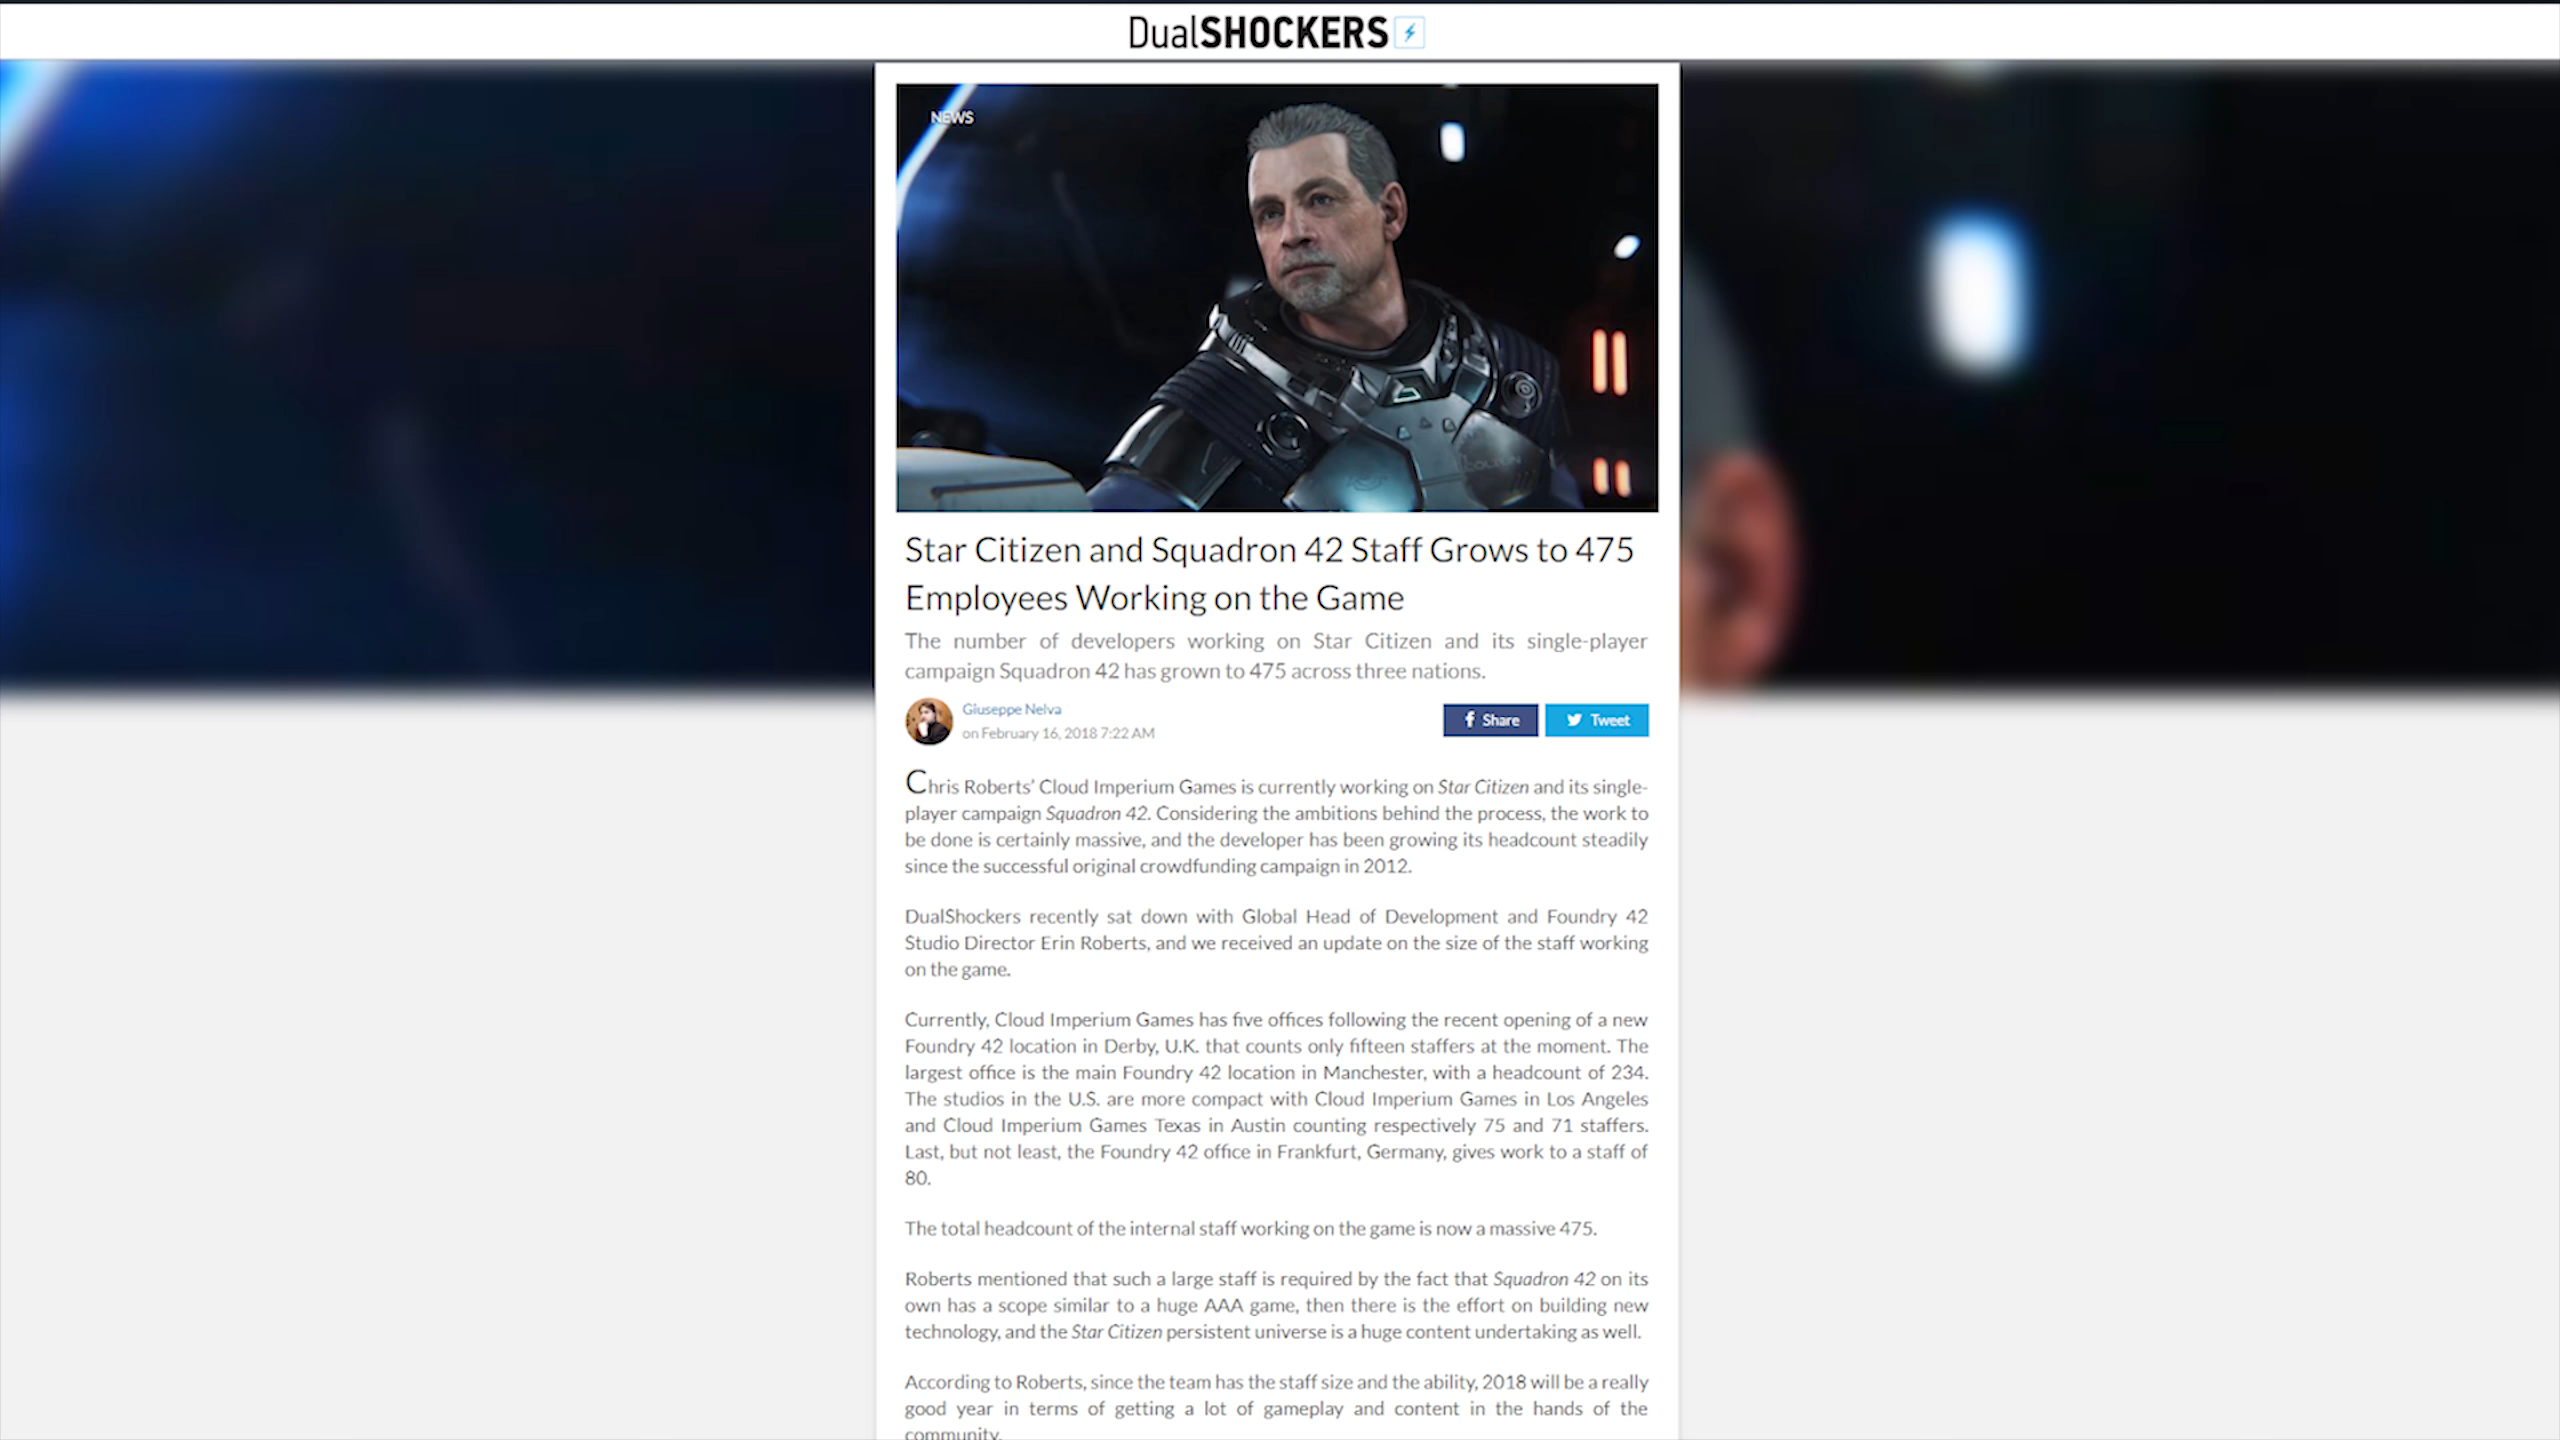 DualSHOCKERS
NEWS
COLTON
Star Citizen and Squadron 42 Staff Grows to 475
Employees Working on the Game
The number of developers working on Star Citizen and its single-player
campaign Squadron 42 has grown to 475 across three nations.
Giuseppe Nelva
on February 16, 2018 7:22 AM
Share
Tweet
Chris Roberts’ Cloud Imperium Games is currently working on Star Citizen and its single-
player campaign Squadron 42. Considering the ambitions behind the process, the work to
be done is certainly massive, and the developer has been growing its headcount steadily
since the successful original crowdfunding campaign in 2012.
DualShockers recently sat down with Global Head of Development and Foundry 42
Studio Director Erin Roberts, and we received an update on the size of the staff working
on the game.
Currently, Cloud Imperium Games has five offices following the recent opening of a new
Foundry 42 location in Derby, U.K. that counts only fifteen staffers at the moment. The
largest office is the main Foundry 42 location in Manchester, with a headcount of 234.
The studios in the U.S. are more compact with Cloud Imperium Games in Los Angeles
and Cloud Imperium Games Texas in Austin counting respectively 75 and 71 staffers.
Last, but not least, the Foundry 42 office in Frankfurt, Germany, gives work to a staff of
80.
The total headcount of the internal staff working on the game is now a massive 475.
Roberts mentioned that such a large staff is required by the fact that Squadron 42 on its
own has a scope similar to a huge AAA game, then there is the effort on building new
technology, and the Star Citizen persistent universe is a huge content undertaking as well.
According to Roberts, since the team has the staff size and the ability, 2018 will be a really
good year in terms of getting a lot of gameplay and content in the hands of the
community.